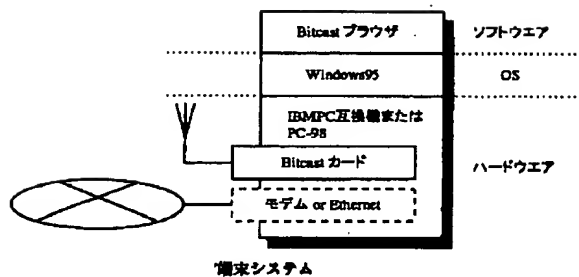 Bitcast ブラウザ
ソフトウエア
Windows95
OS
IBMPC互換機または
PC-98
Bitcast カード
ハードウエア
モデム or Ethernet
端末システム